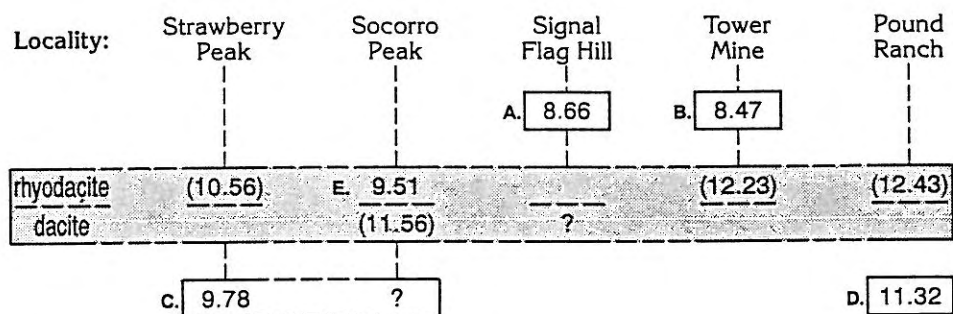 Locality: Strawberry Peak Socorro Peak Signal Flag Hill Tower Mine Pound Ranch
A. 8.66 B. 8.47
rhyodacite (10.56) E. 9.51 (12.23) (12.43)
dacite (11.56) ?
C. 9.78 ? D. 11.32